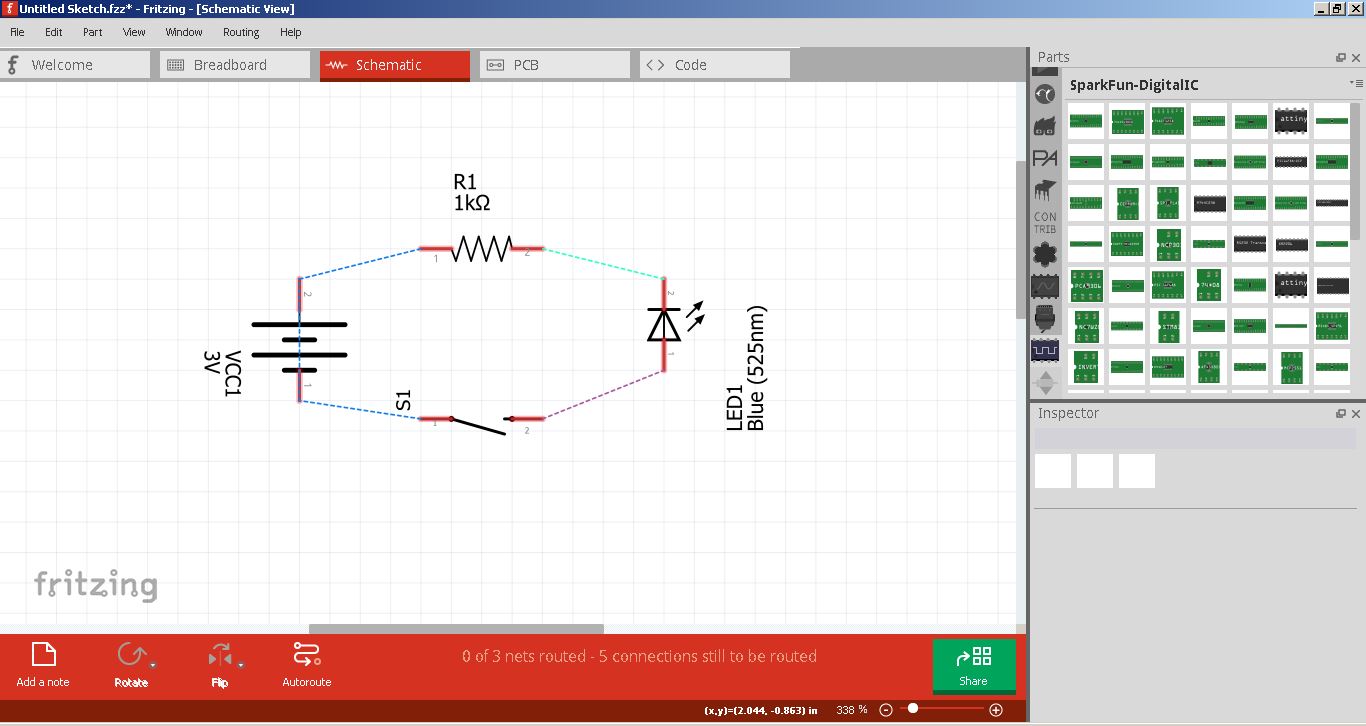 Untitled Sketch.fzz* - Fritzing - [Schematic View]
File Edit Part View Window Routing Help
Welcome
Breadboard
Schematic
PCB
Code
R1
1kΩ
1
2
2
1
VCC1
3V
S1
1
2
2
1
LED1
Blue (525nm)
fritzing
Add a note
Rotate
Flip
Autoroute
0 of 3 nets routed - 5 connections still to be routed
Share
(x,y)=(2.044, -0.863) in 338 %
Parts
PA
CON
TRIB
SparkFun-DigitalIC
attiny
attiny
Inspector